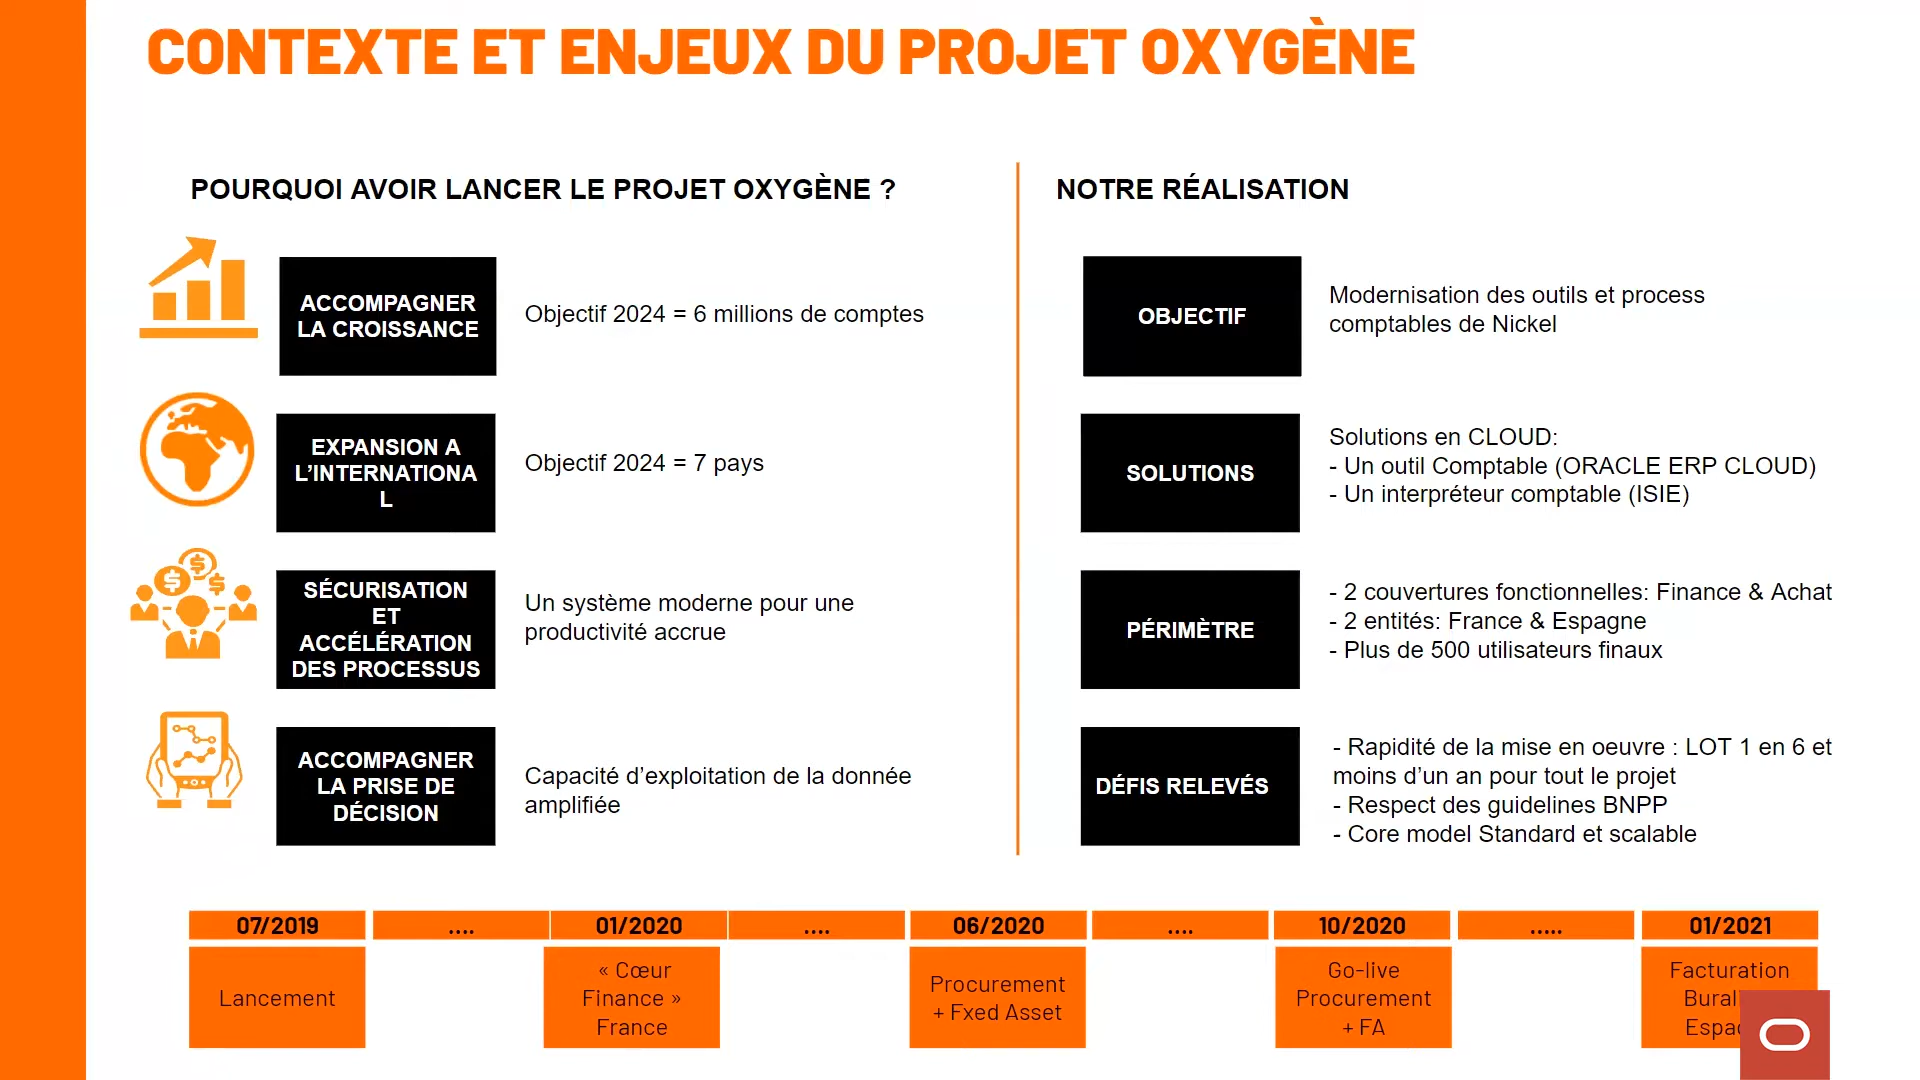 CONTEXTE ET ENJEUX DU PROJET OXYGÈNE
POURQUOI AVOIR LANCER LE PROJET OXYGÈNE ?
ACCOMPAGNER
LA CROISSANCE
Objectif 2024 = 6 millions de comptes
EXPANSION A
L’INTERNATIONA
L
Objectif 2024 = 7 pays
SÉCURISATION
ET
ACCÉLÉRATION
DES PROCESSUS
Un système moderne pour une
productivité accrue
ACCOMPAGNER
LA PRISE DE
DÉCISION
Capacité d’exploitation de la donnée
amplifiée
NOTRE RÉALISATION
OBJECTIF
Modernisation des outils et process
comptables de Nickel
SOLUTIONS
Solutions en CLOUD:
- Un outil Comptable (ORACLE ERP CLOUD)
- Un interpréteur comptable (ISIE)
PÉRIMÈTRE
- 2 couvertures fonctionnelles: Finance & Achat
- 2 entités: France & Espagne
- Plus de 500 utilisateurs finaux
DÉFIS RELEVÉS
- Rapidité de la mise en oeuvre : LOT 1 en 6 et
moins d’un an pour tout le projet
- Respect des guidelines BNPP
- Core model Standard et scalable
07/2019
....
01/2020
....
06/2020
....
10/2020
.....
01/2021
Lancement
« Cœur
Finance »
France
Procurement
+ Fxed Asset
Go-live
Procurement
+ FA
Facturation